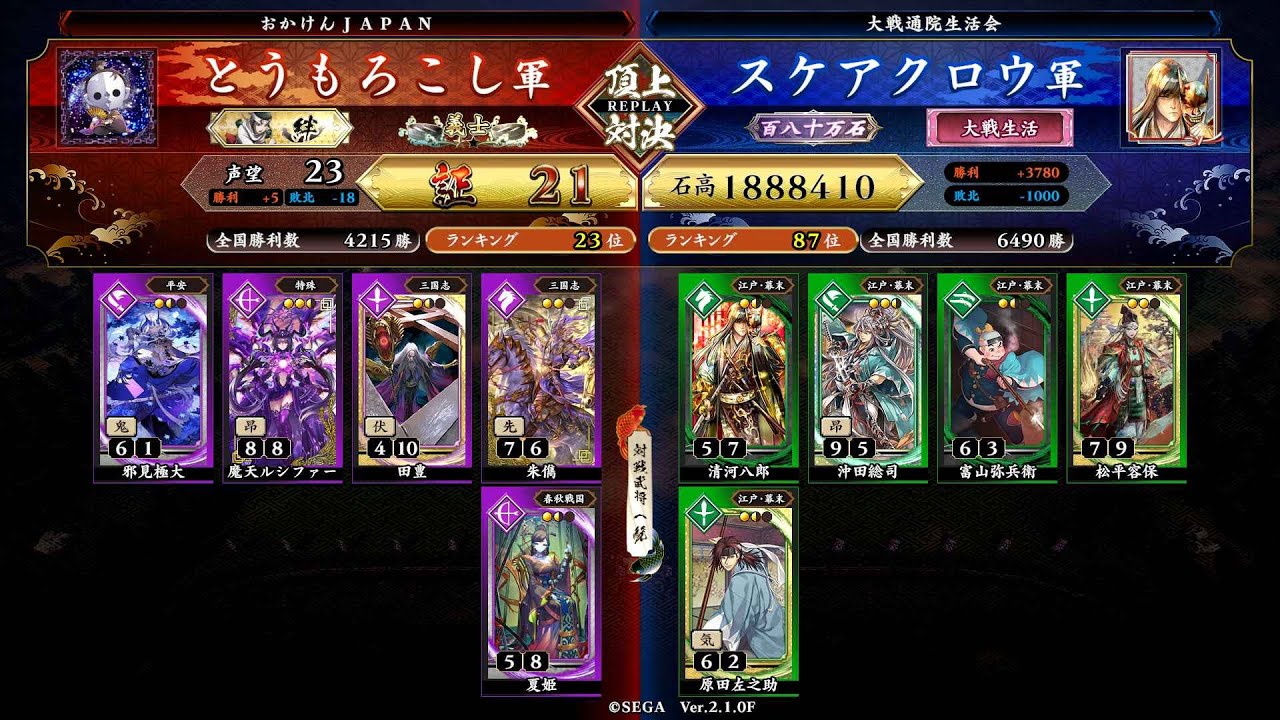 おかけんJAPAN
大戦通院生活会
とうもろこし軍
頂上
REPLAY
対決
スケアクロウ軍
絆
義士
百八十万石
大戦生活
声望 23
勝利 +5 敗北 -18
証 21
石高 1888410
勝利 +3780
敗北 -1000
全国勝利数 4215勝
ランキング 23位
ランキング 87位
全国勝利数 6490勝
平安
特殊
三国志
三国志
江戸・幕末
江戸・幕末
江戸・幕末
江戸・幕末
鬼
昴
伏
先
昴
6 1
8 8
4 10
7 6
5 7
9 5
6 3
7 9
邪見極大
魔天ルシファー
田豊
朱儁
清河八郎
沖田総司
富山弥兵衛
松平容保
対戦武将一覧
春秋戦国
江戸・幕末
気
5 8
6 2
夏姫
原田左之助
©SEGA Ver.2.1.0F